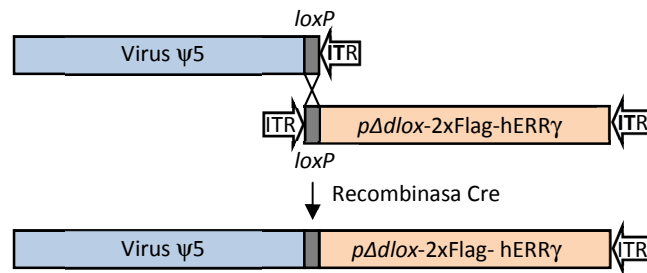 loxP
Virus ψ5
ITR
ITR
pΔdlox-2xFlag-hERRγ
ITR
loxP
Recombinasa Cre
Virus ψ5
pΔdlox-2xFlag- hERRγ
ITR